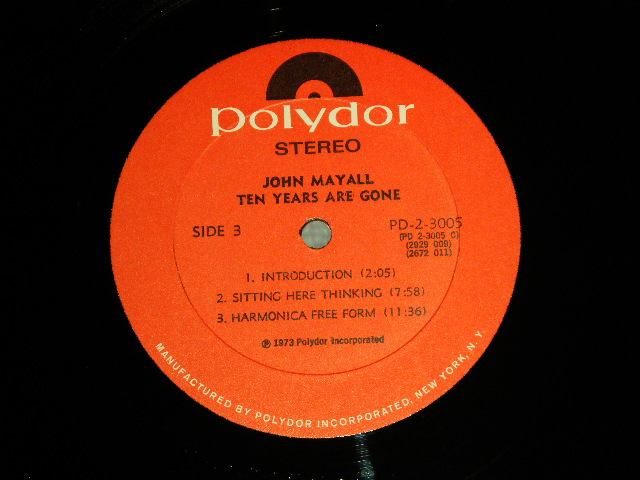 polydor
STEREO
JOHN MAYALL
TEN YEARS ARE GONE
SIDE 3
PD-2-3005
(PD 2-3005 C)
(2929 009)
(2672 011)
1. INTRODUCTION (2:05)
2. SITTING HERE THINKING (7:58)
3. HARMONICA FREE FORM (11:36)
℗ 1973 Polydor Incorporated
MANUFACTURED BY POLYDOR INCORPORATED, NEW YORK, N. Y.